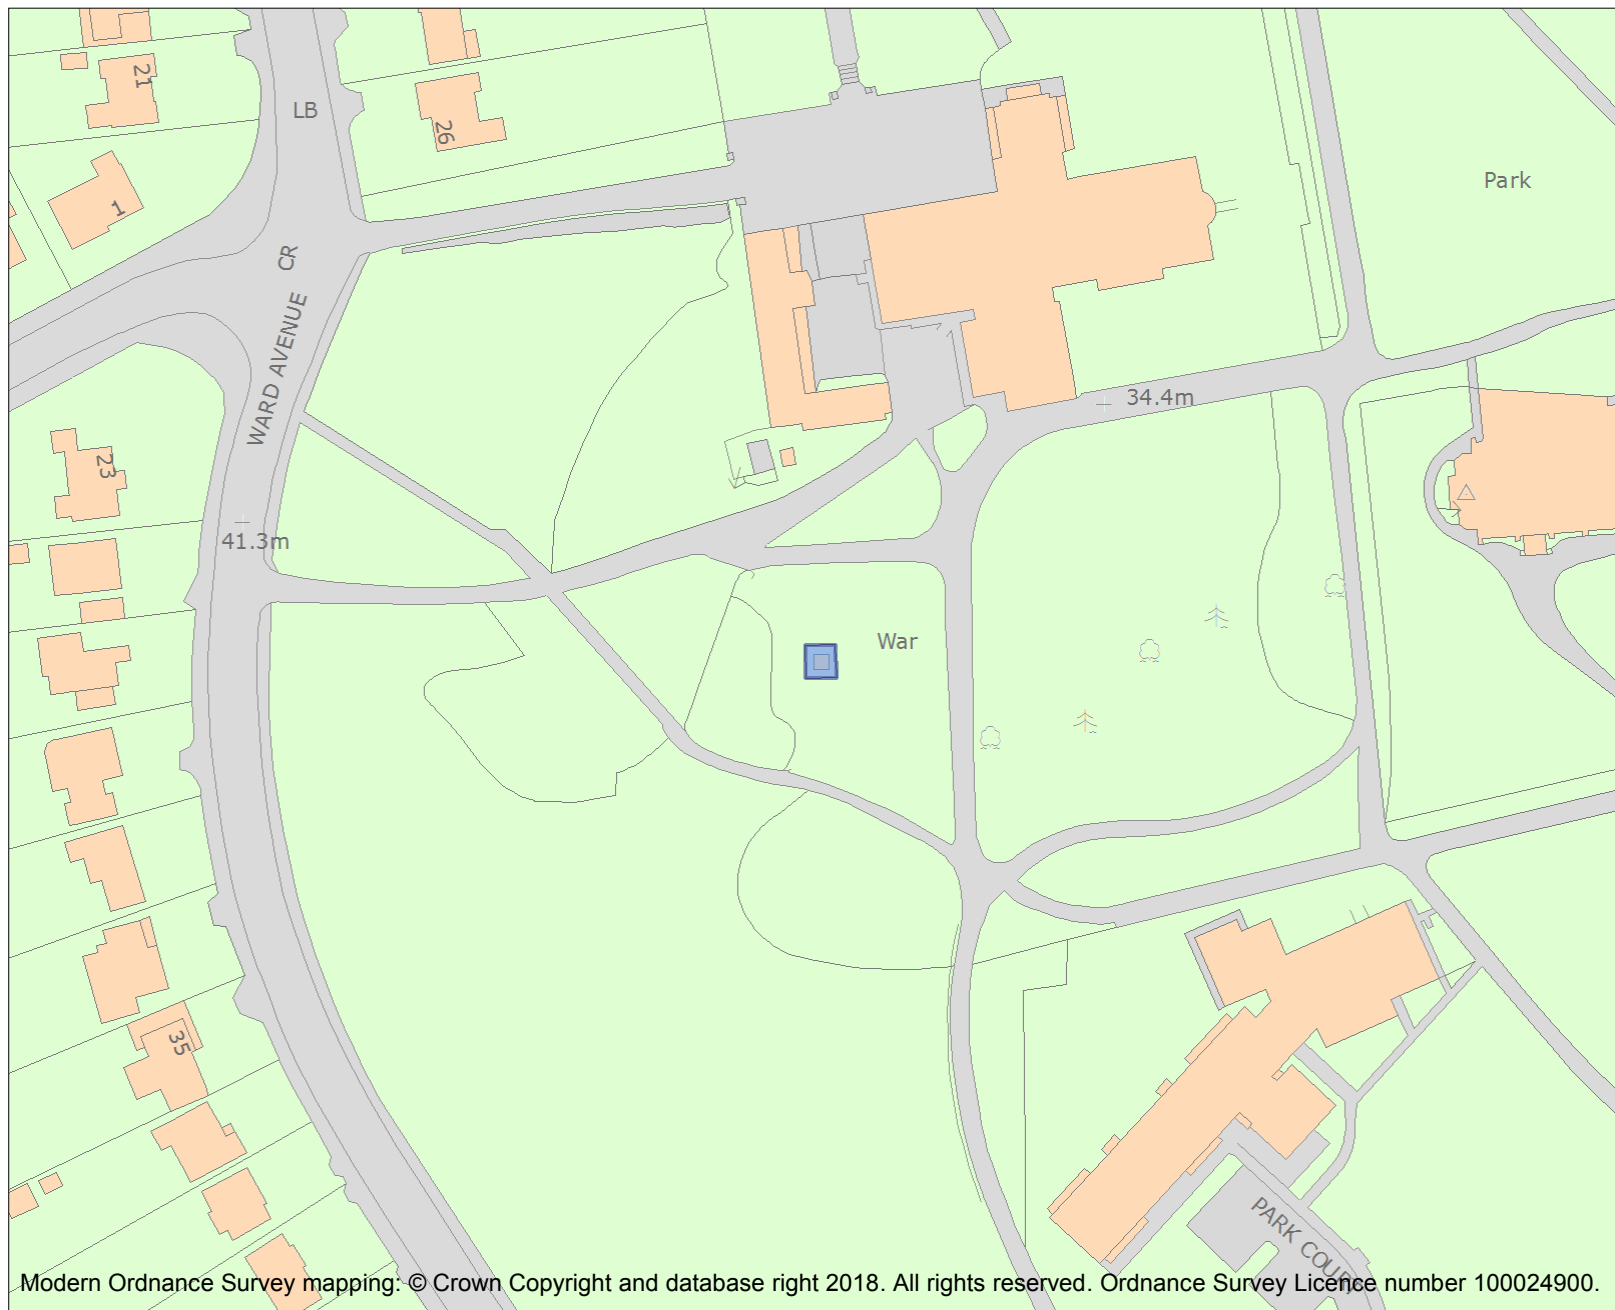 21
LB
26
Park
1
CR
WARD AVENUE
34.4m
23
41.3m
War
35
PARK COURT
Modern Ordnance Survey mapping: © Crown Copyright and database right 2018. All rights reserved. Ordnance Survey Licence number 100024900.